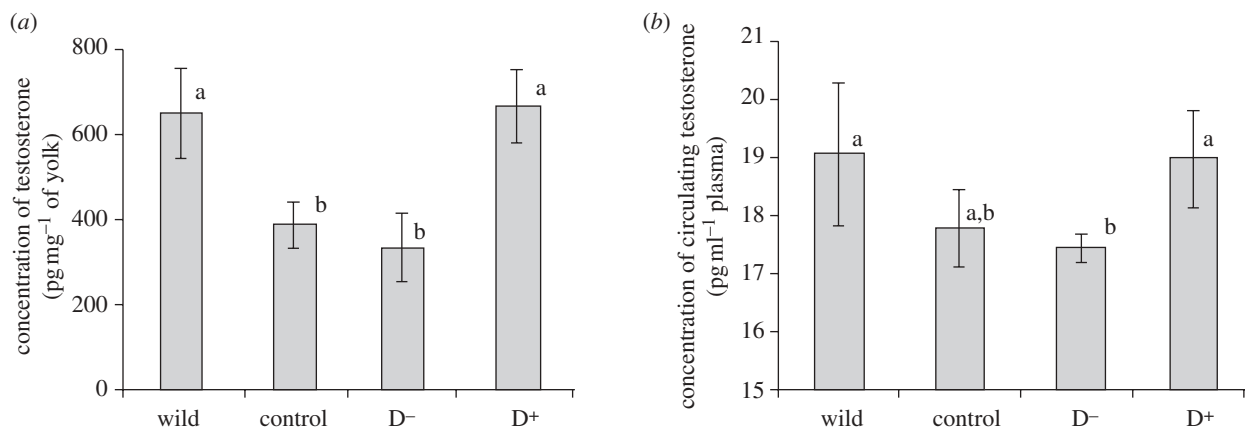 (a)
concentration of testosterone
(pg mg⁻¹ of yolk)
800
600
400
200
0
a
b
b
a
wild control D⁻ D⁺
(b)
concentration of circulating testosterone
(pg ml⁻¹ plasma)
21
20
19
18
17
16
15
a
a,b
b
a
wild control D⁻ D⁺